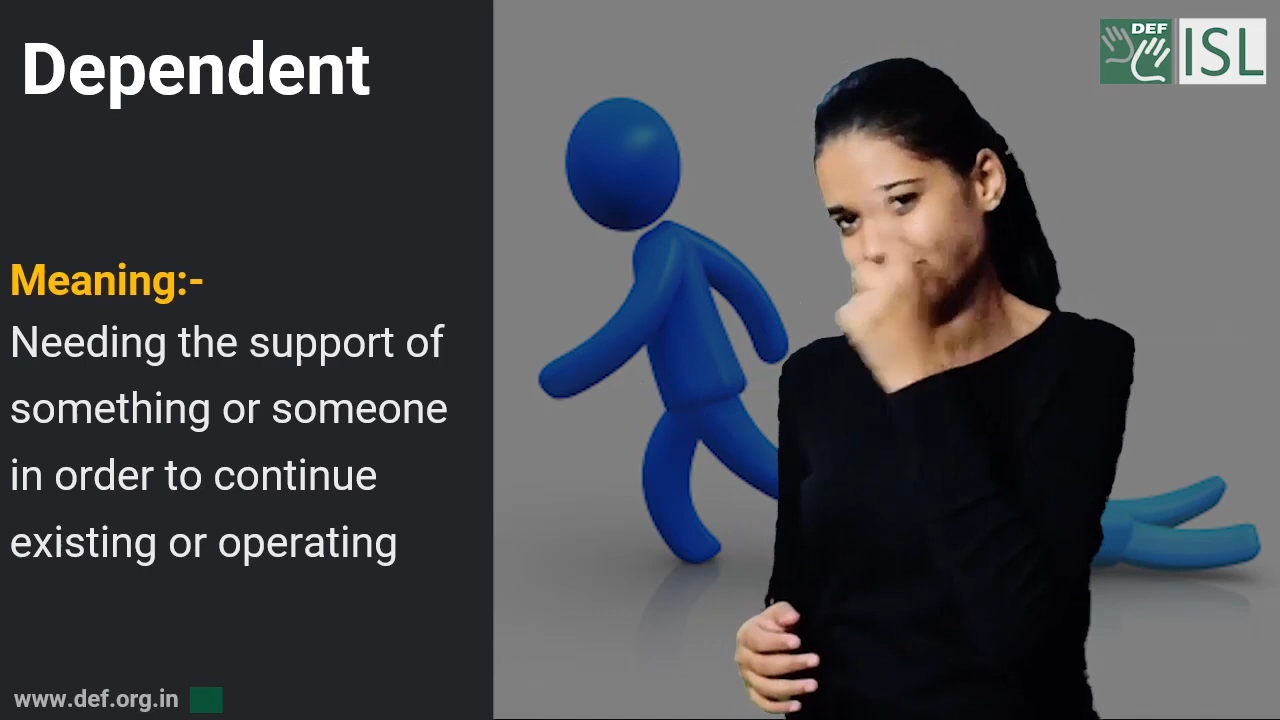 Dependent
DEF
ISL
Meaning:-
Needing the support of
something or someone
in order to continue
existing or operating
www.def.org.in